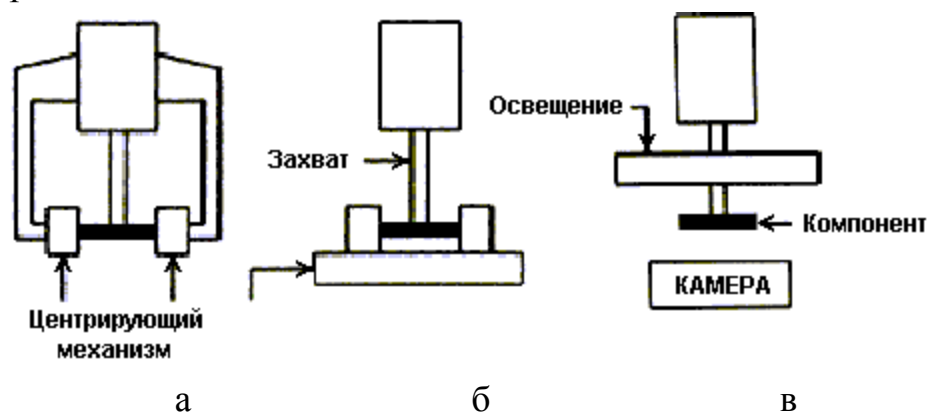 Захват
Освещение
Компонент
КАМЕРА
Центрирующий
механизм
а
б
в